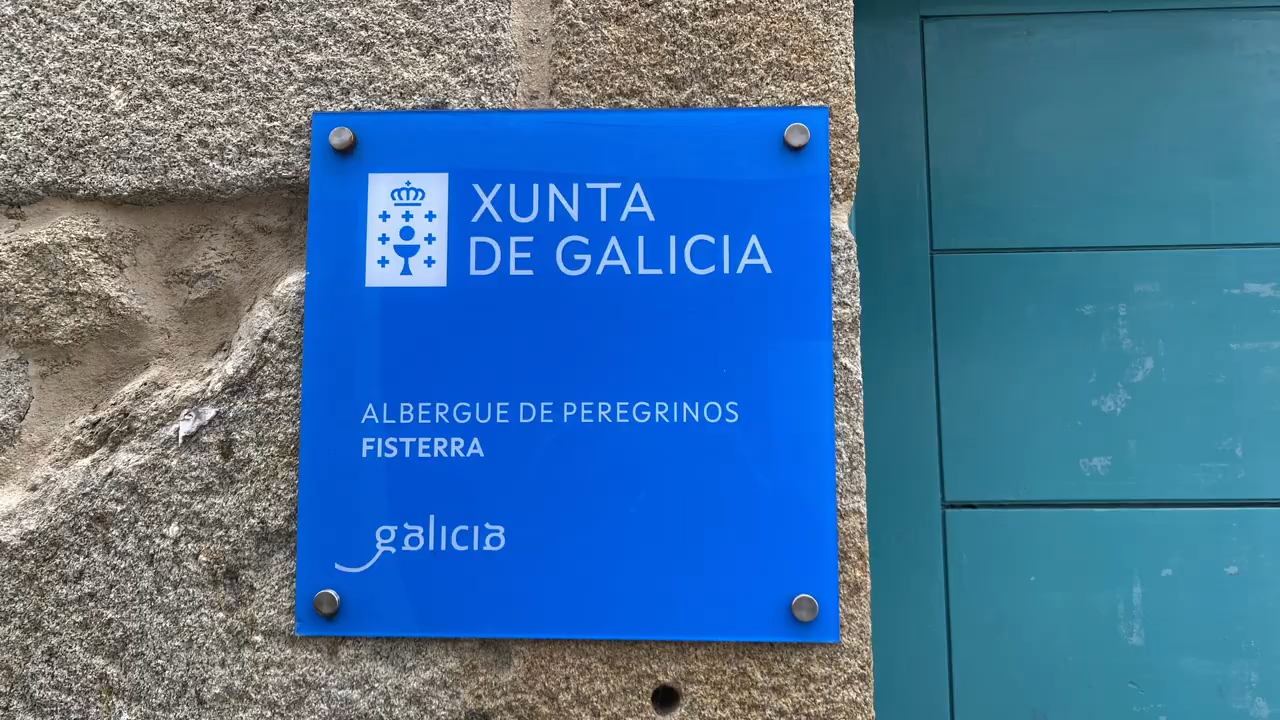 XUNTA
DE GALICIA
ALBERGUE DE PEREGRINOS
FISTERRA
galicia